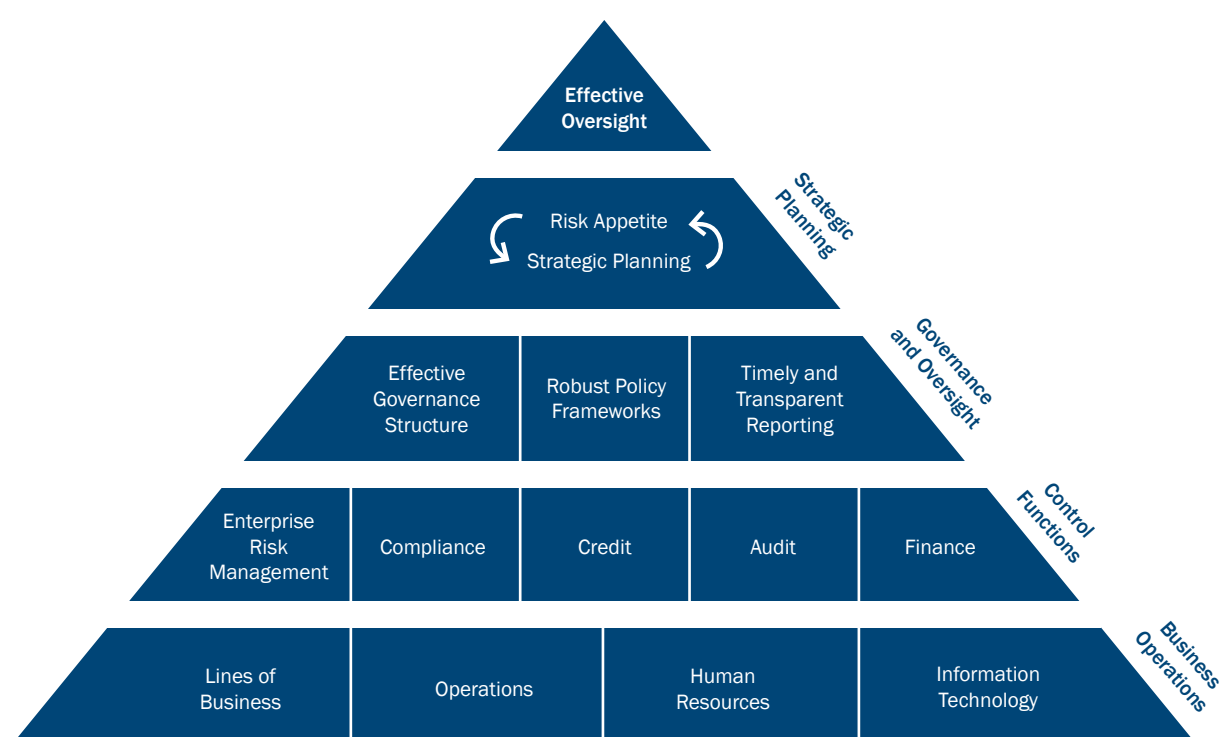 Effective
Oversight
Strategic
Planning
Risk Appetite
Strategic Planning
Governance
and Oversight
Effective
Governance
Structure
Robust Policy
Frameworks
Timely and
Transparent
Reporting
Control
Functions
Enterprise
Risk
Management
Compliance
Credit
Audit
Finance
Business
Operations
Lines of
Business
Operations
Human
Resources
Information
Technology